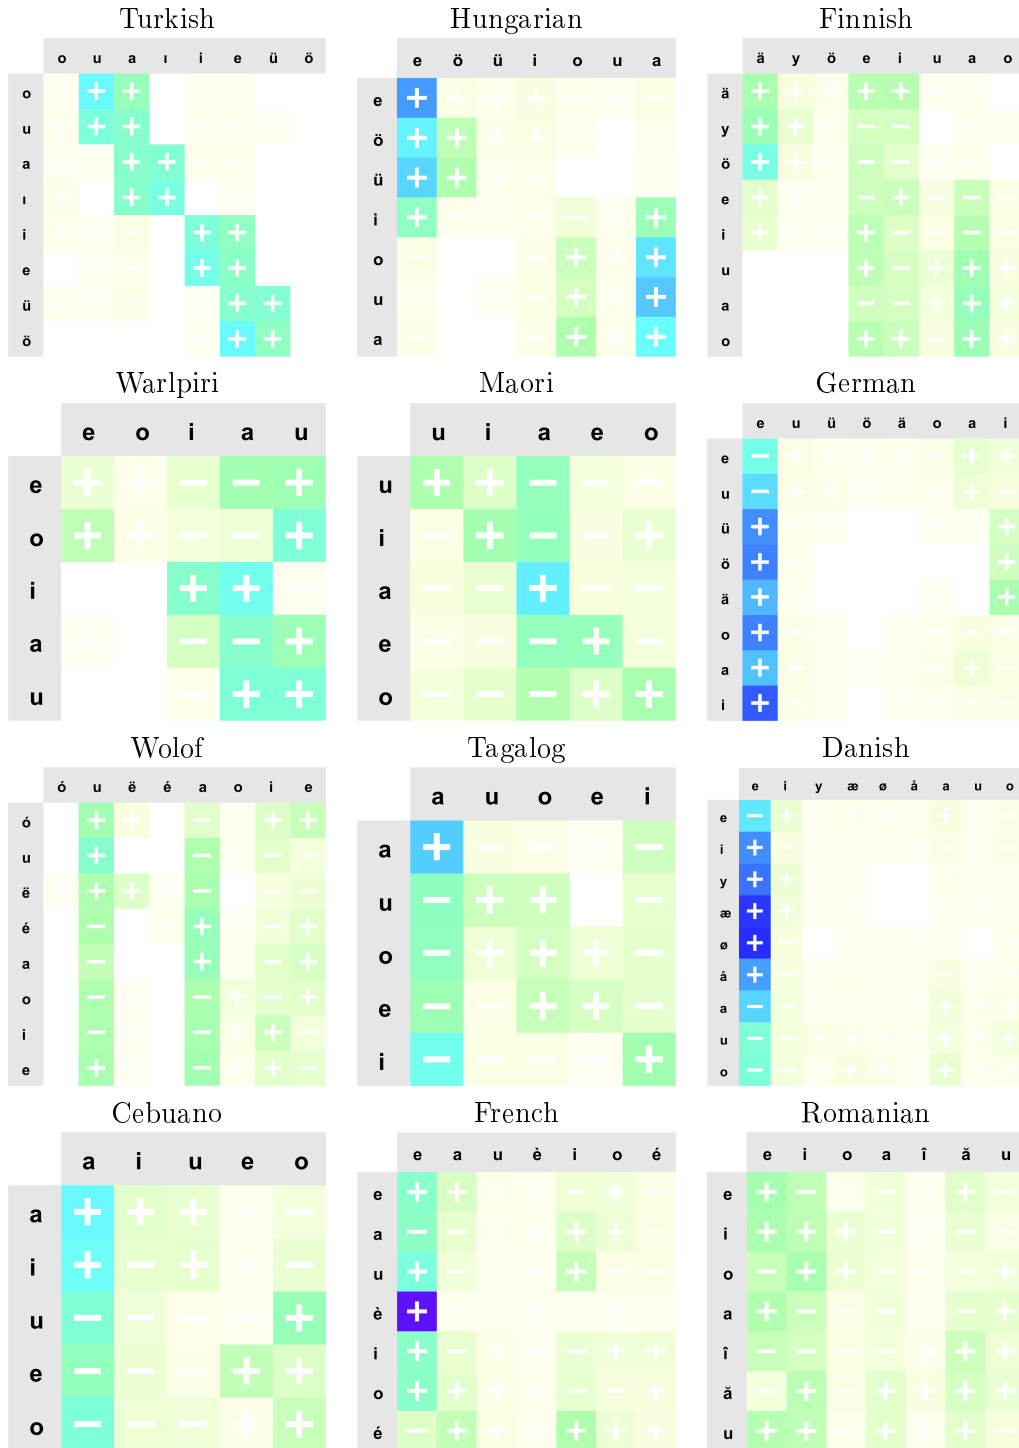 Turkish
o u a ı i e ü ö
o
u
a
ı
i
e
ü
ö
Hungarian
e ö ü i o u a
e
ö
ü
i
o
u
a
Finnish
ä y ö e i u a o
ä
y
ö
e
i
u
a
o
Warlpiri
e o i a u
e
o
i
a
u
Maori
u i a e o
u
i
a
e
o
German
e u ü ö ä o a i
e
u
ü
ö
ä
o
a
i
Wolof
ó u ë é a o i e
ó
u
ë
é
a
o
i
e
Tagalog
a u o e i
a
u
o
e
i
Danish
e i y æ ø å a u o
e
i
y
æ
ø
å
a
u
o
Cebuano
a i u e o
a
i
u
e
o
French
e a u è i o é
e
a
u
è
i
o
é
Romanian
e i o a î ă u
e
i
o
a
î
ă
u